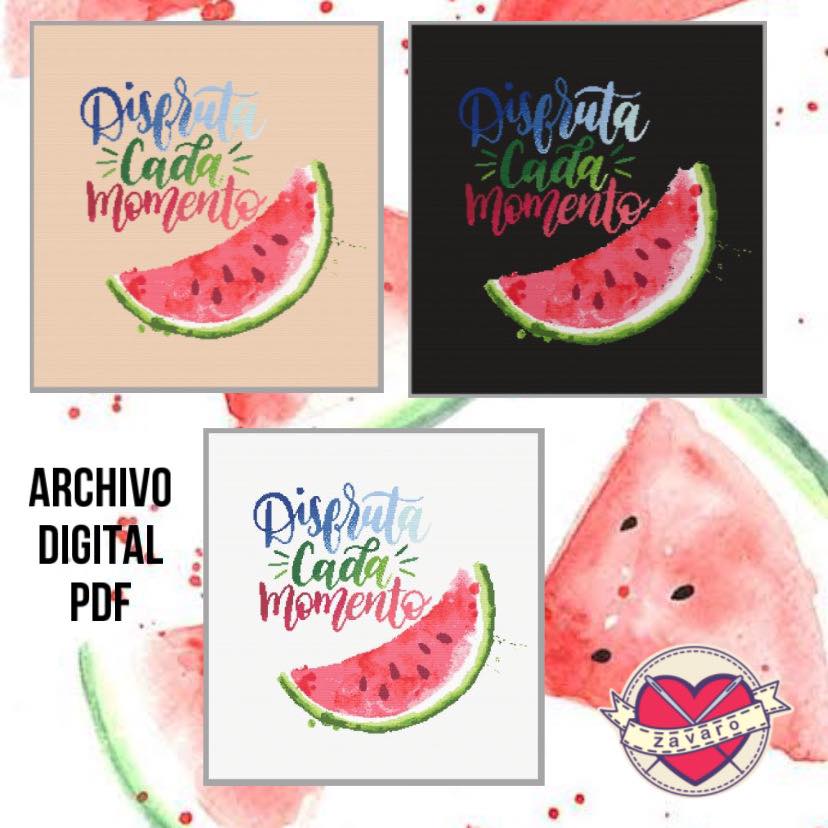 Disfruta
Cada
Momento
Disfruta
Cada
Momento
Disfruta
Cada
Momento
ARCHIVO
DIGITAL
PDF
zavaro